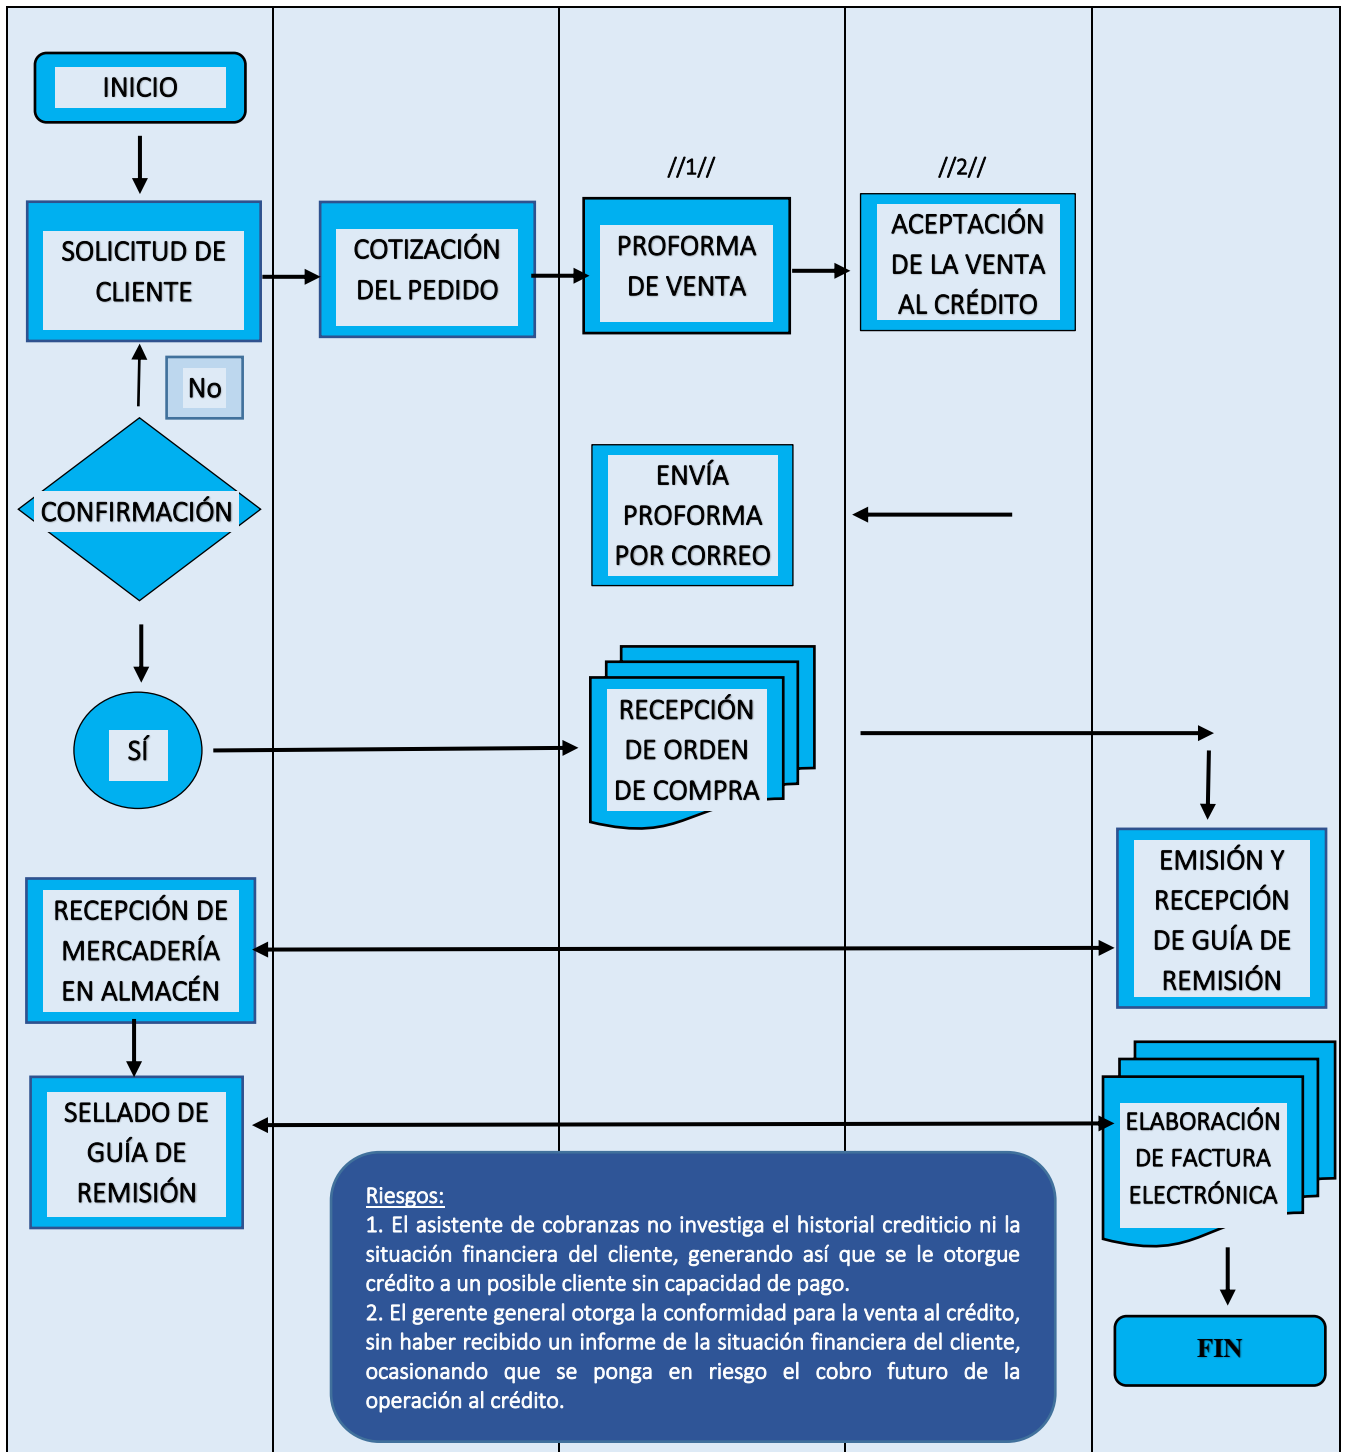 INICIO
//1//
//2//
SOLICITUD DE
CLIENTE
COTIZACIÓN
DEL PEDIDO
PROFORMA
DE VENTA
ACEPTACIÓN
DE LA VENTA
AL CRÉDITO
No
CONFIRMACIÓN
ENVÍA
PROFORMA
POR CORREO
SÍ
RECEPCIÓN
DE ORDEN
DE COMPRA
EMISIÓN Y
RECEPCIÓN
DE GUÍA DE
REMISIÓN
RECEPCIÓN DE
MERCADERÍA
EN ALMACÉN
SELLADO DE
GUÍA DE
REMISIÓN
ELABORACIÓN
DE FACTURA
ELECTRÓNICA
Riesgos:
1. El asistente de cobranzas no investiga el historial crediticio ni la
situación financiera del cliente, generando así que se le otorgue
crédito a un posible cliente sin capacidad de pago.
2. El gerente general otorga la conformidad para la venta al crédito,
sin haber recibido un informe de la situación financiera del cliente,
ocasionando que se ponga en riesgo el cobro futuro de la
operación al crédito.
FIN